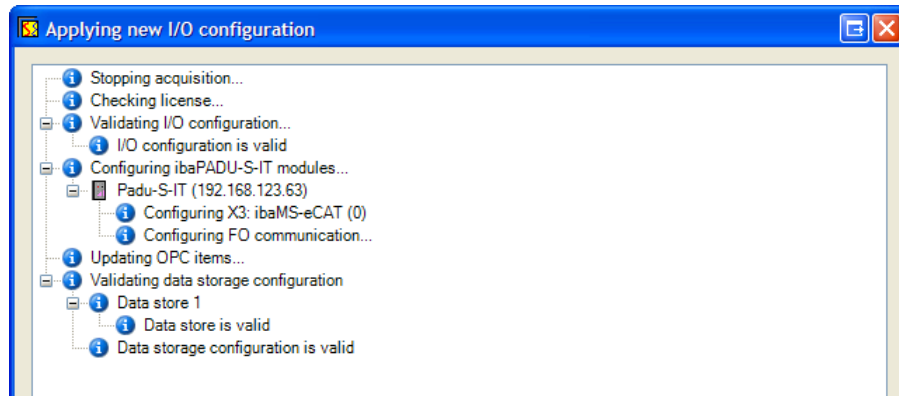 Applying new I/O configuration
Stopping acquisition...
Checking license...
Validating I/O configuration...
I/O configuration is valid
Configuring ibaPADU-S-IT modules...
Padu-S-IT (192.168.123.63)
Configuring X3: ibaMS-eCAT (0)
Configuring FO communication...
Updating OPC items...
Validating data storage configuration
Data store 1
Data store is valid
Data storage configuration is valid